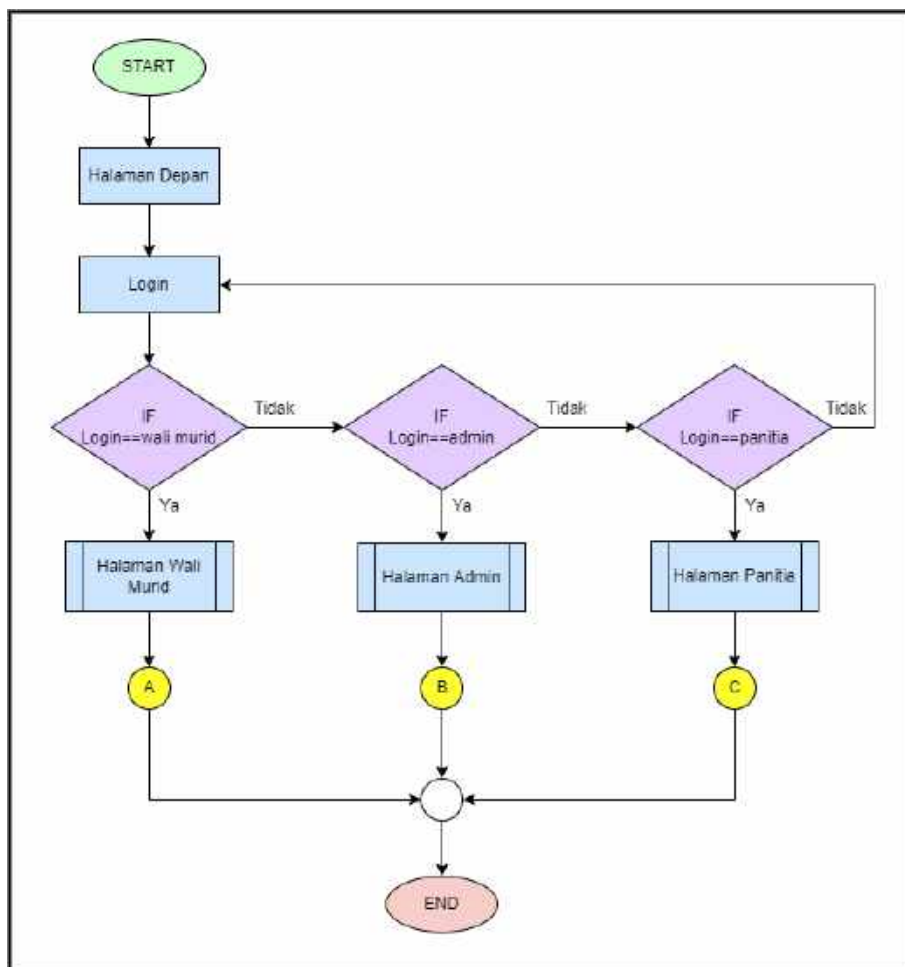 START
Halaman Depan
Login
IF
Login==wali murid
Tidak
IF
Login==admin
Tidak
IF
Login==panitia
Tidak
Ya
Ya
Ya
Halaman Wali
Murid
Halaman Admin
Halaman Panitia
A
B
C
END